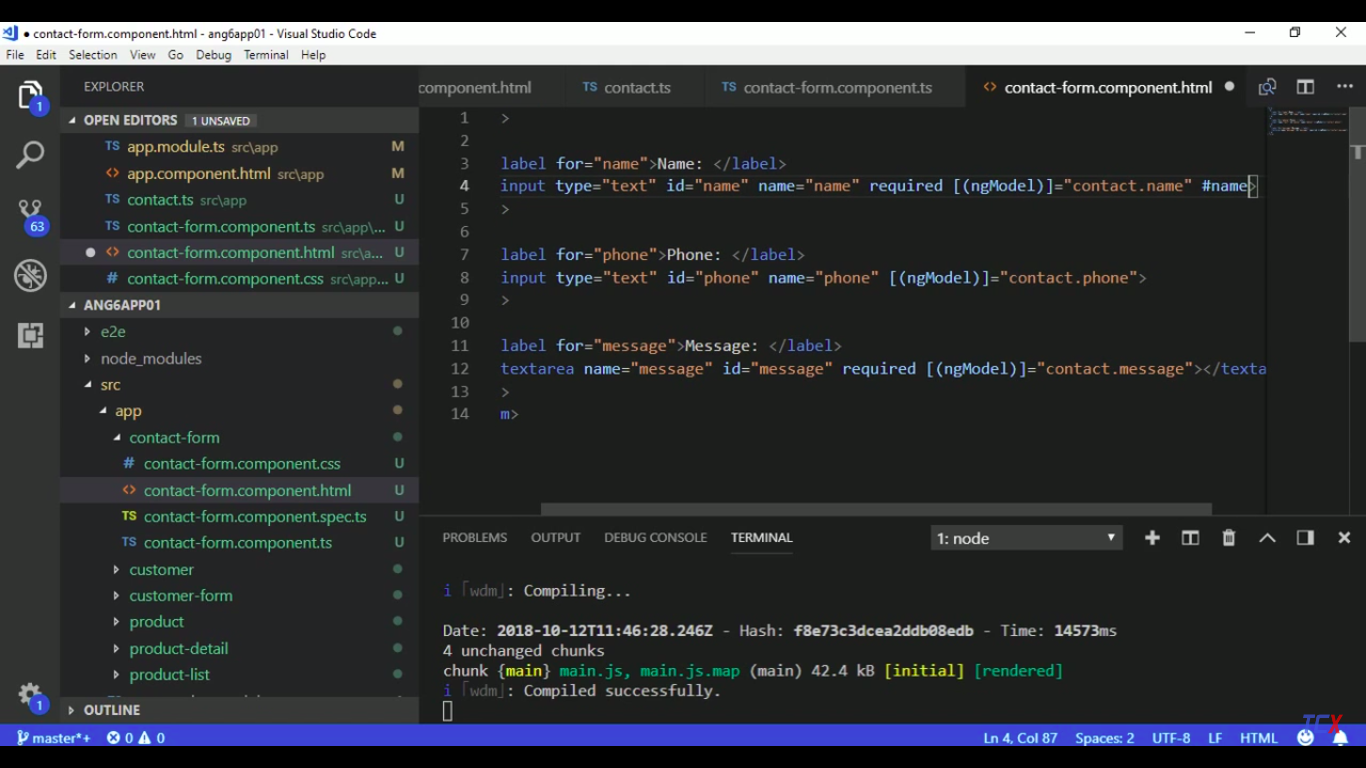 ● contact-form.component.html - ang6app01 - Visual Studio Code
File Edit Selection View Go Debug Terminal Help
1
EXPLORER
component.html TS contact.ts TS contact-form.component.ts <> contact-form.component.html ●
OPEN EDITORS 1 UNSAVED
TS app.module.ts src\app M
<> app.component.html src\app M
TS contact.ts src\app U
63
TS contact-form.component.ts src\app\... U
● <> contact-form.component.html src\a... U
# contact-form.component.css src\app... U
ANG6APP01
e2e
node_modules
src
app
contact-form
# contact-form.component.css U
<> contact-form.component.html U
TS contact-form.component.spec.ts U
TS contact-form.component.ts U
customer
customer-form
product
product-detail
product-list
OUTLINE
1
1 >
2
3 label for="name">Name: </label>
4 input type="text" id="name" name="name" required [(ngModel)]="contact.name" #name>
5 >
6
7 label for="phone">Phone: </label>
8 input type="text" id="phone" name="phone" [(ngModel)]="contact.phone">
9 >
10
11 label for="message">Message: </label>
12 textarea name="message" id="message" required [(ngModel)]="contact.message"></texta
13 >
14 m>
PROBLEMS OUTPUT DEBUG CONSOLE TERMINAL 1: node
i ｢wdm｣: Compiling...
Date: 2018-10-12T11:46:28.246Z - Hash: f8e73c3dcea2ddb08edb - Time: 14573ms
4 unchanged chunks
chunk {main} main.js, main.js.map (main) 42.4 kB [initial] [rendered]
i ｢wdm｣: Compiled successfully.
TCX
master*+ 0 0 Ln 4, Col 87 Spaces: 2 UTF-8 LF HTML